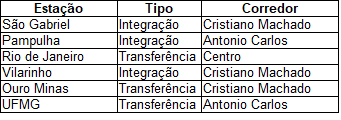 Estação Tipo Corredor
São Gabriel Integração Cristiano Machado
Pampulha Integração Antonio Carlos
Rio de Janeiro Transferência Centro
Vilarinho Integração Cristiano Machado
Ouro Minas Transferência Cristiano Machado
UFMG Transferência Antonio Carlos